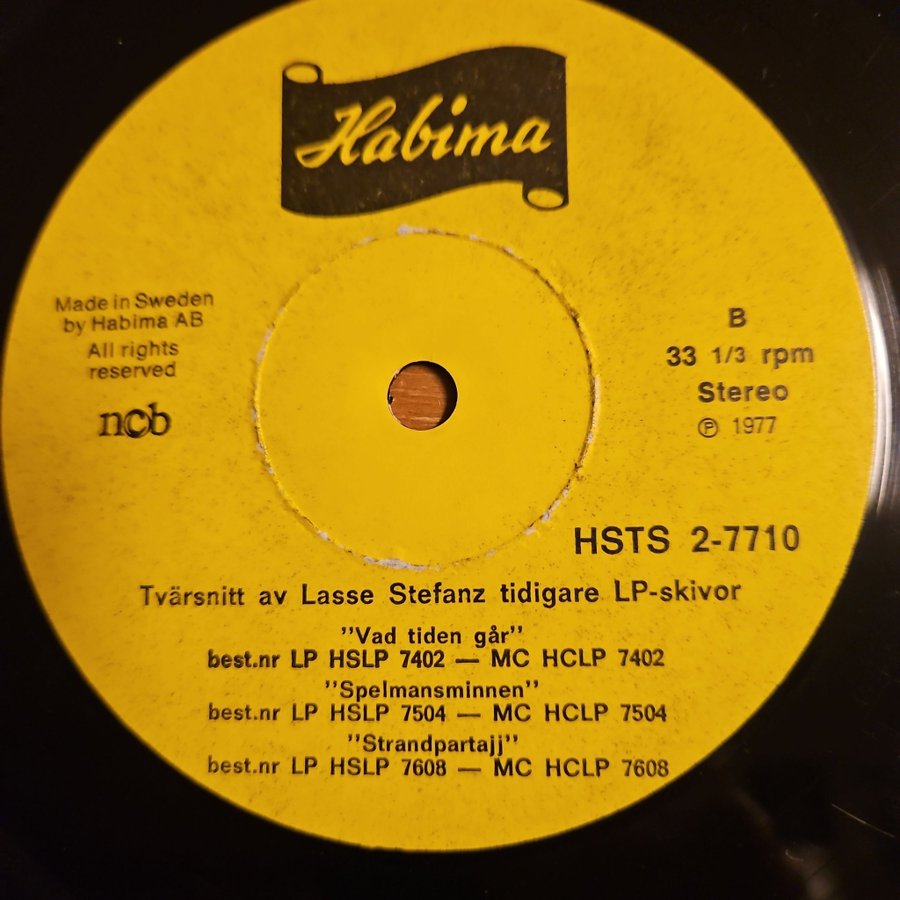 Habima
Made in Sweden
by Habima AB
All rights
reserved
ncb
B
33 1/3 rpm
Stereo
℗ 1977
HSTS 2-7710
Tvärsnitt av Lasse Stefanz tidigare LP-skivor
”Vad tiden går”
best.nr LP HSLP 7402 — MC HCLP 7402
”Spelmansminnen”
best.nr LP HSLP 7504 — MC HCLP 7504
”Strandpartajj”
best.nr LP HSLP 7608 — MC HCLP 7608